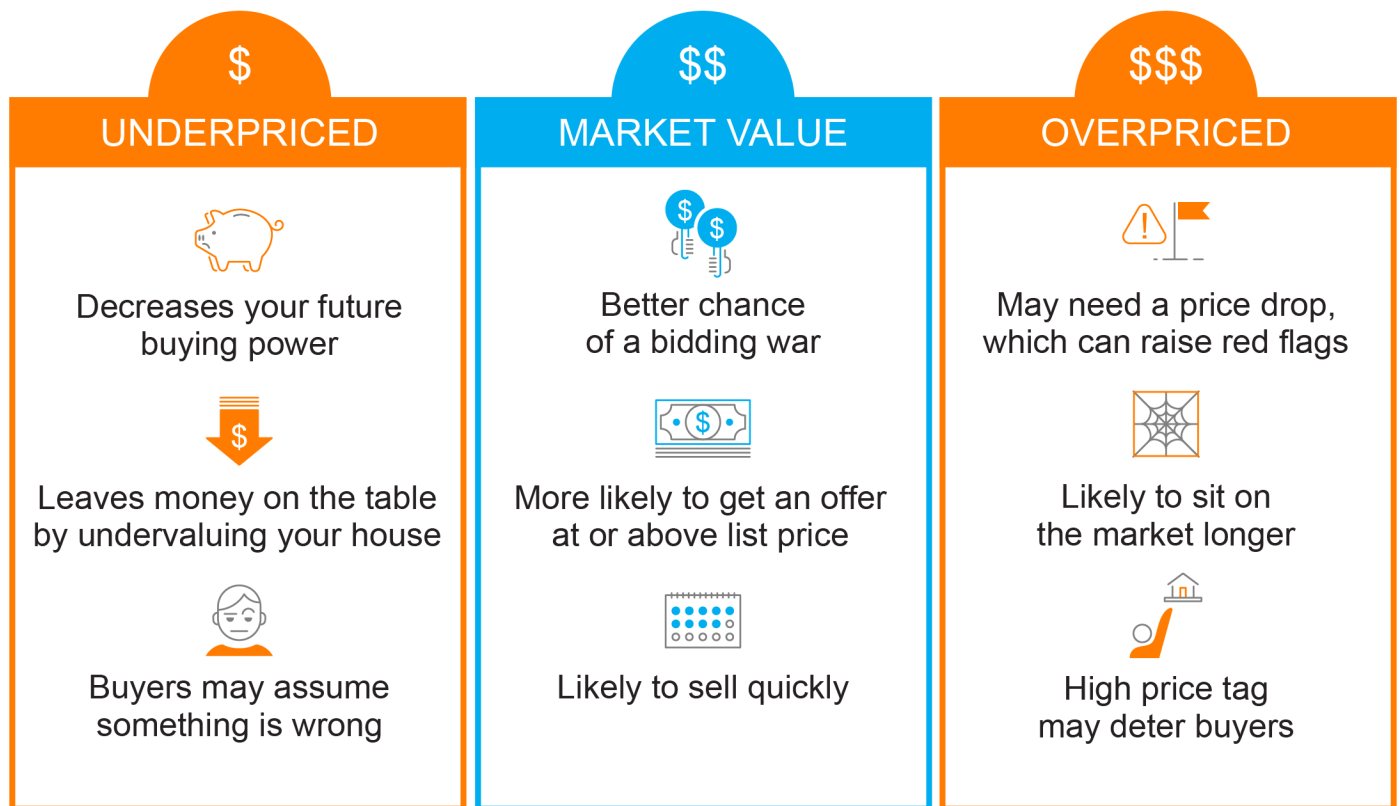 $
UNDERPRICED
Decreases your future
buying power
$
Leaves money on the table
by undervaluing your house
Buyers may assume
something is wrong
$$
MARKET VALUE
$
$
Better chance
of a bidding war
$
More likely to get an offer
at or above list price
Likely to sell quickly
$$$
OVERPRICED
!
May need a price drop,
which can raise red flags
Likely to sit on
the market longer
High price tag
may deter buyers